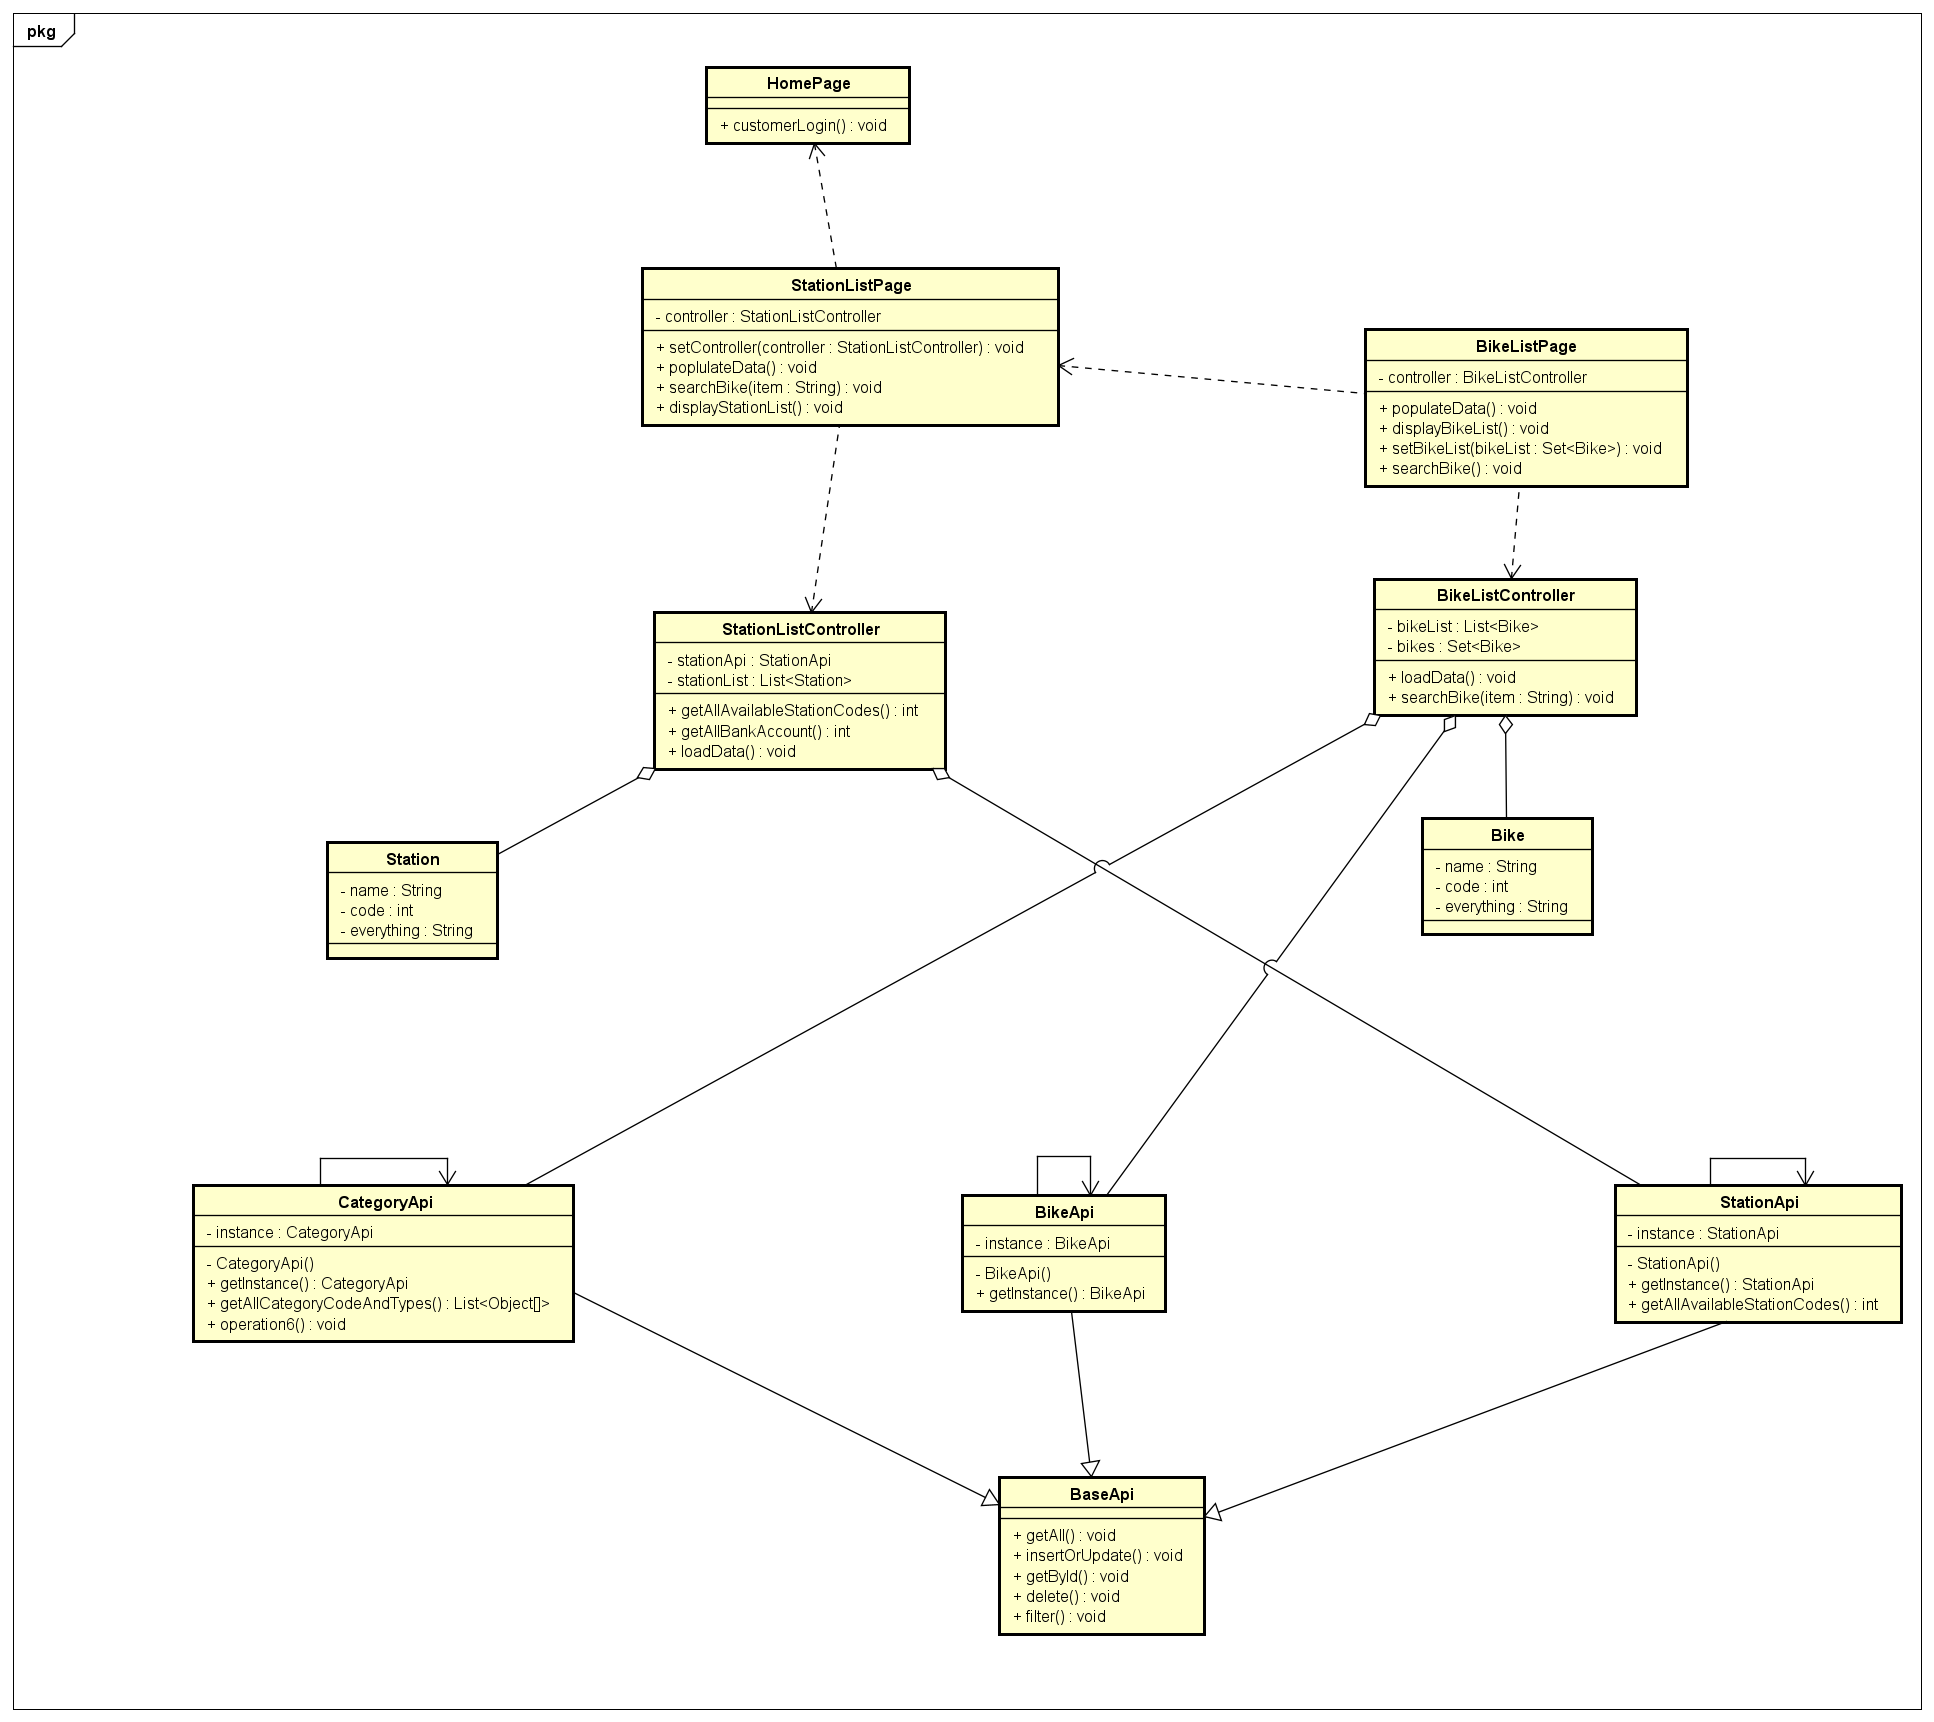 pkg
HomePage
+ customerLogin() : void
StationListPage
- controller : StationListController
+ setController(controller : StationListController) : void
+ poplulateData() : void
+ searchBike(item : String) : void
+ displayStationList() : void
BikeListPage
- controller : BikeListController
+ populateData() : void
+ displayBikeList() : void
+ setBikeList(bikeList : Set<Bike>) : void
+ searchBike() : void
StationListController
- stationApi : StationApi
- stationList : List<Station>
+ getAllAvailableStationCodes() : int
+ getAllBankAccount() : int
+ loadData() : void
BikeListController
- bikeList : List<Bike>
- bikes : Set<Bike>
+ loadData() : void
+ searchBike(item : String) : void
Station
- name : String
- code : int
- everything : String
Bike
- name : String
- code : int
- everything : String
CategoryApi
- instance : CategoryApi
- CategoryApi()
+ getInstance() : CategoryApi
+ getAllCategoryCodeAndTypes() : List<Object[]>
+ operation6() : void
BikeApi
- instance : BikeApi
- BikeApi()
+ getInstance() : BikeApi
StationApi
- instance : StationApi
- StationApi()
+ getInstance() : StationApi
+ getAllAvailableStationCodes() : int
BaseApi
+ getAll() : void
+ insertOrUpdate() : void
+ getById() : void
+ delete() : void
+ filter() : void